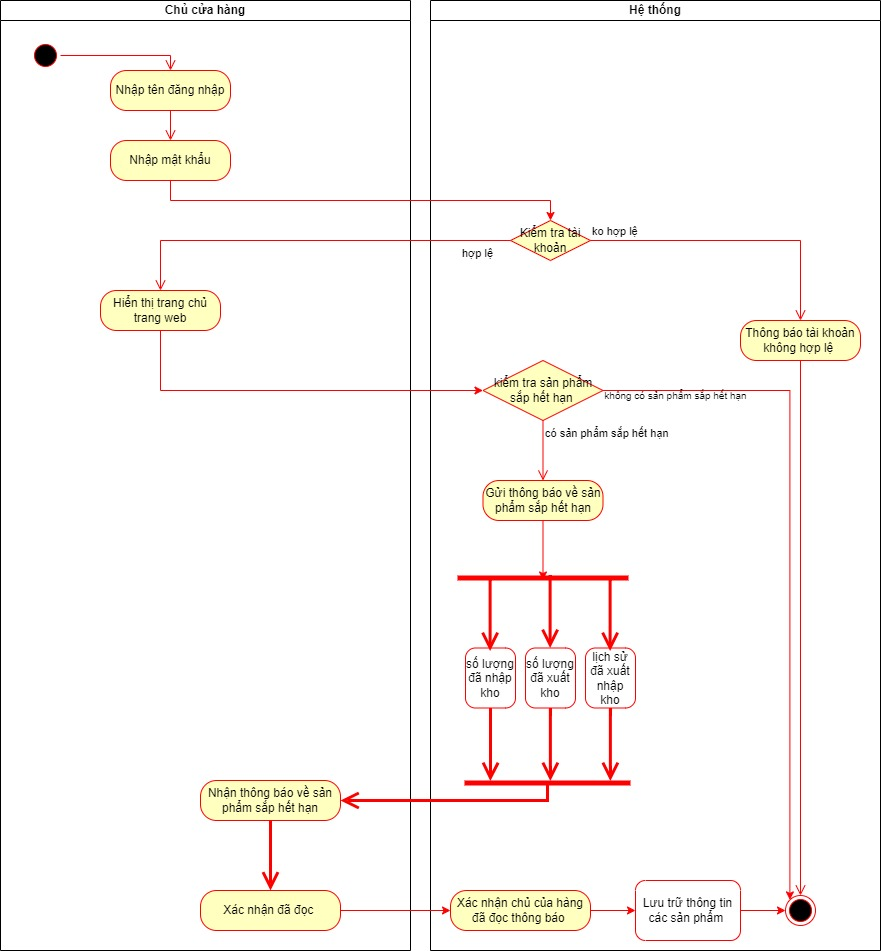 Chủ cửa hàng
Hệ thống
Nhập tên đăng nhập
Nhập mật khẩu
Kiểm tra tài
khoản
ko hợp lệ
hợp lệ
Hiển thị trang chủ
trang web
Thông báo tài khoản
không hợp lệ
kiểm tra sản phẩm
sắp hết hạn
không có sản phẩm sắp hết hạn
có sản phẩm sắp hết hạn
Gửi thông báo về sản
phẩm sắp hết hạn
số lượng
đã nhập
kho
số lượng
đã xuất
kho
lịch sử
đã xuất
nhập
kho
Nhận thông báo về sản
phẩm sắp hết hạn
Xác nhận đã đọc
Xác nhận chủ của hàng
đã đọc thông báo
Lưu trữ thông tin
các sản phẩm